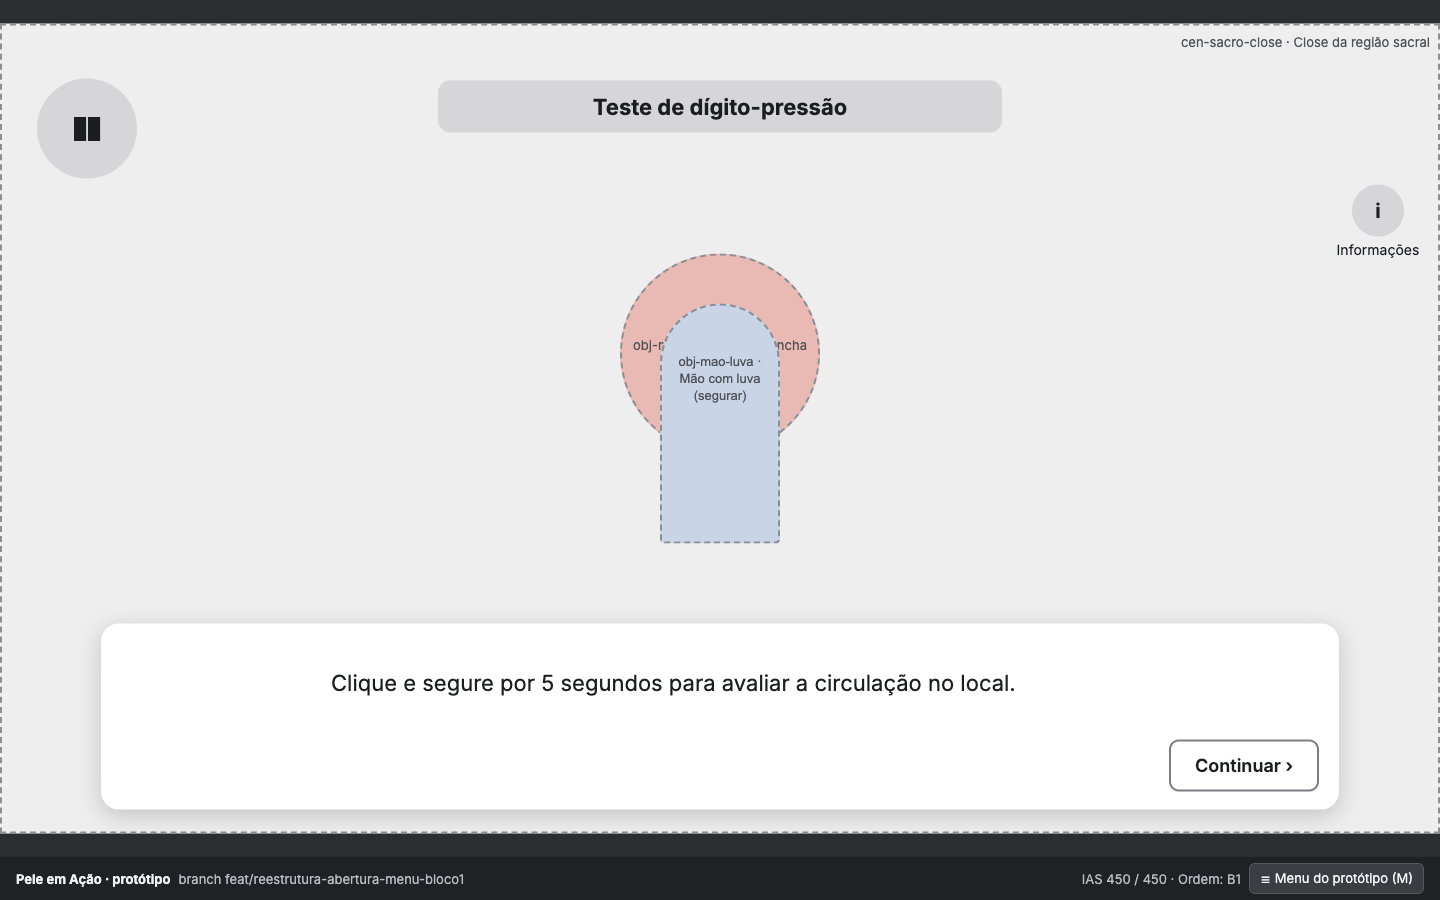 cen-sacro-close · Close da região sacral
Teste de dígito-pressão
i
Informações
obj-mao-luva ·
Mão com luva
(segurar)
Clique e segure por 5 segundos para avaliar a circulação no local.
Continuar ›
Pele em Ação · protótipo branch feat/reestrutura-abertura-menu-bloco1
IAS 450 / 450 · Ordem: B1
≡ Menu do protótipo (M)